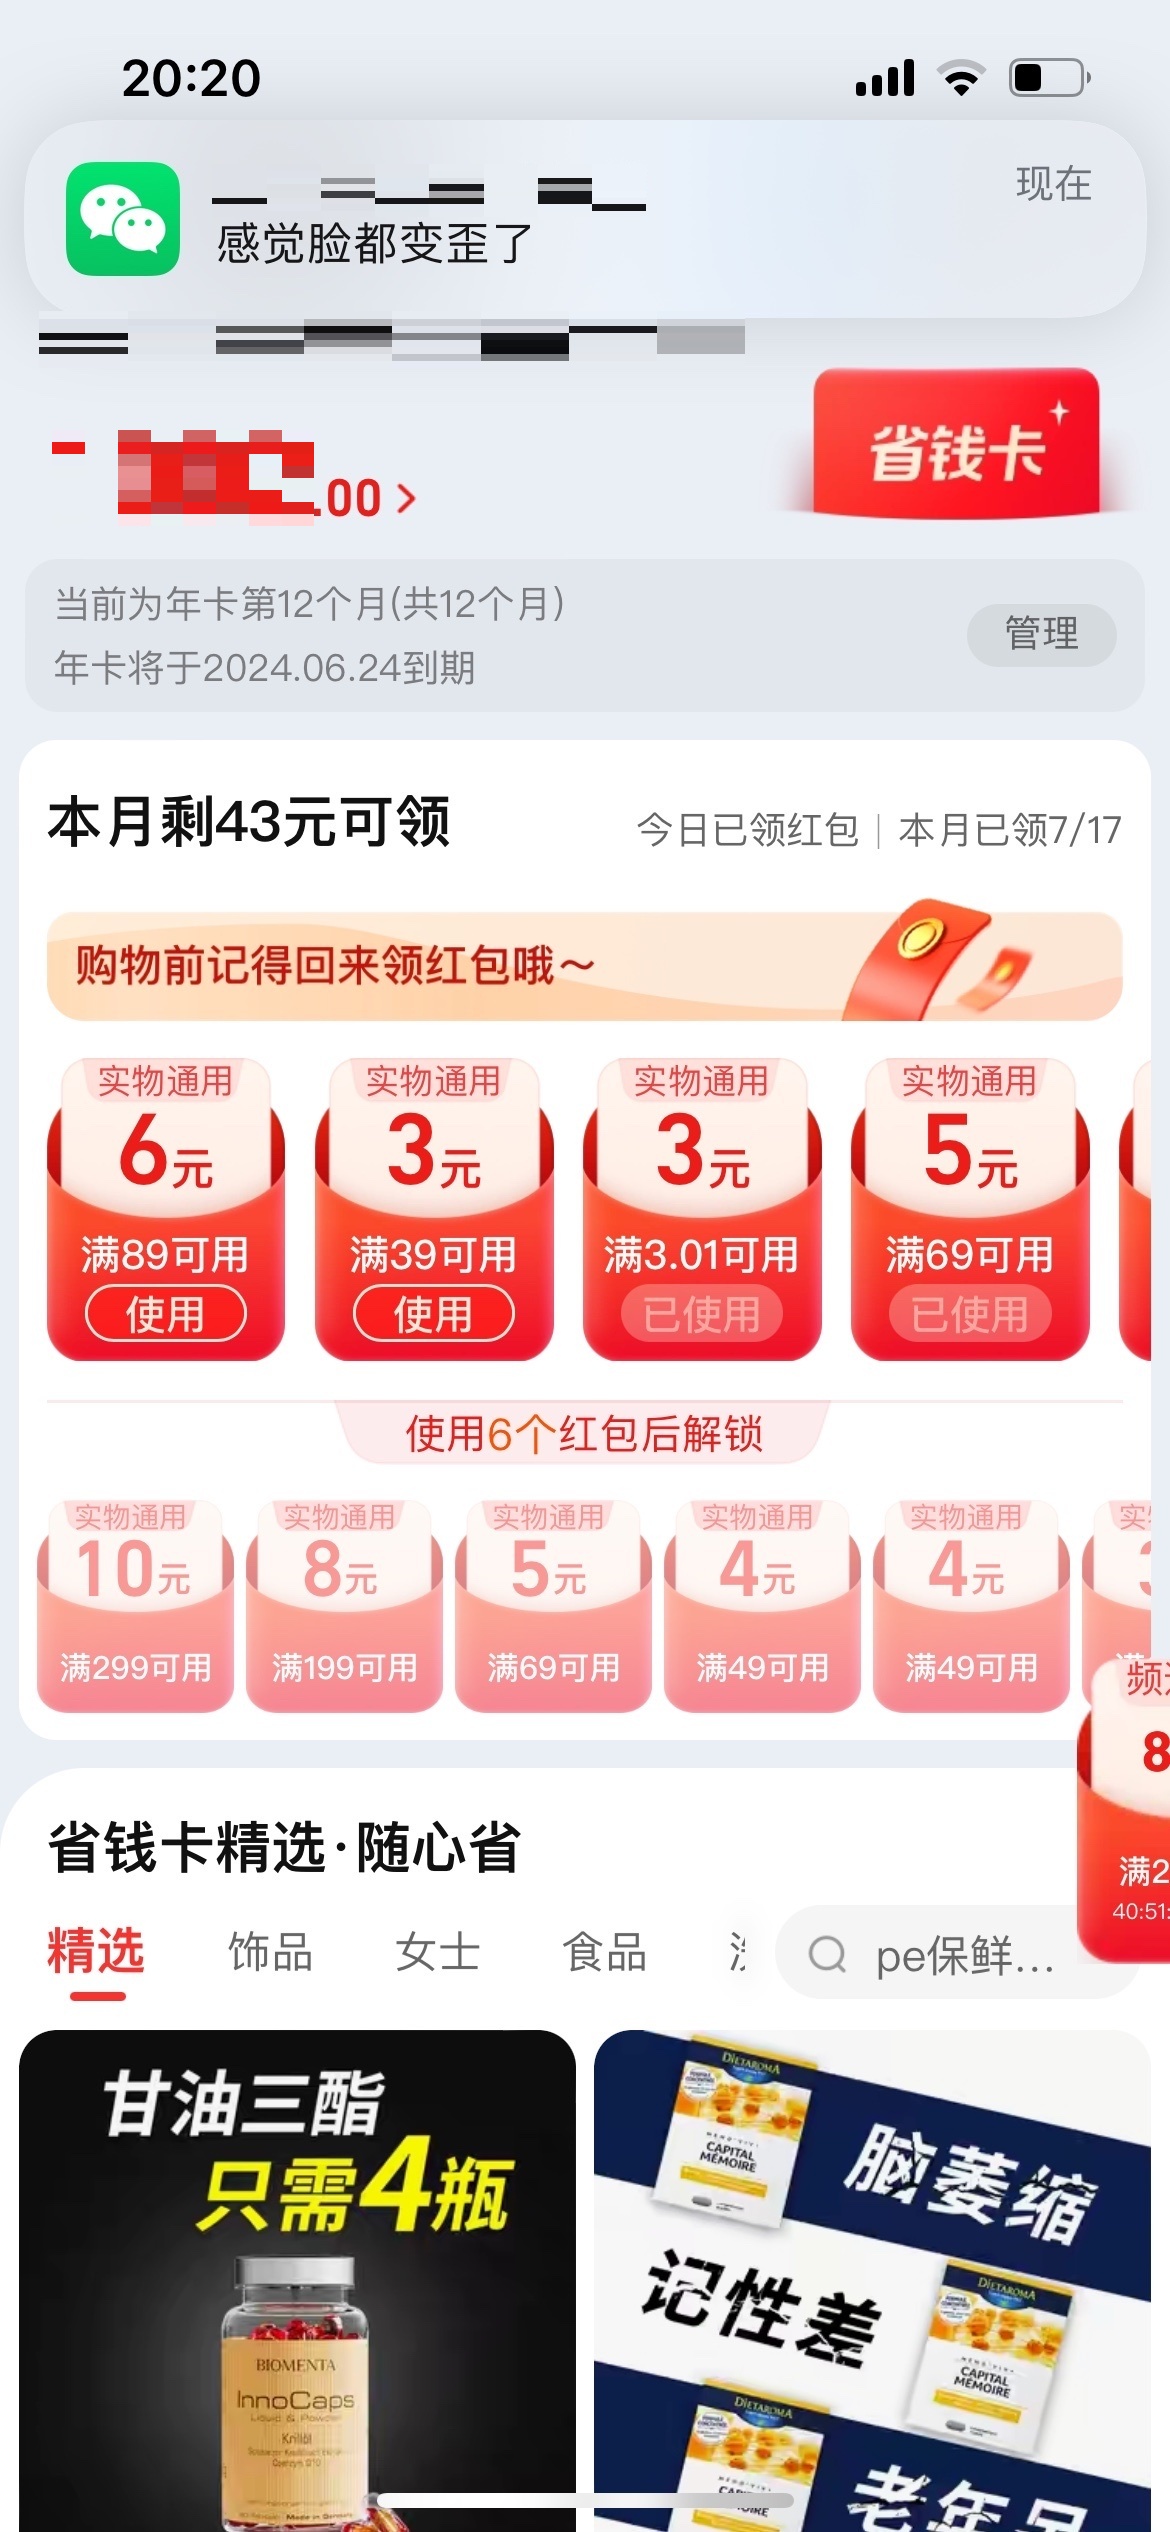 20:20
现在
感觉脸都变歪了
.00
省钱卡
当前为年卡第12个月(共12个月)
年卡将于2024.06.24到期
管理
本月剩43元可领
今日已领红包 | 本月已领7/17
购物前记得回来领红包哦～
实物通用 实物通用 实物通用 实物通用
6元 3元 3元 5元
满89可用 满39可用 满3.01可用 满69可用
使用 使用 已使用 已使用
使用6个红包后解锁
实物通用 实物通用 实物通用 实物通用 实物通用
10元 8元 5元 4元 4元
满299可用 满199可用 满69可用 满49可用 满49可用
8
满2
40:51:
省钱卡精选·随心省
精选 饰品 女士 食品
pe保鲜...
甘油三酯
只需4瓶
BIOMENTA
InnoCaps
Liquid & Powder
Krillöl
Made in Germany
DIETAROMA
CAPITAL
MÉMOIRE
脑萎缩
记性差
DIETAROMA
CAPITAL
MÉMOIRE
DIETAROMA
老年